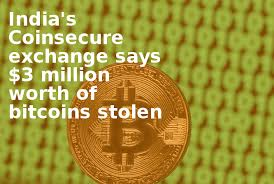 India's
Coinsecure
exchange says
$3 million
worth of
bitcoins stolen